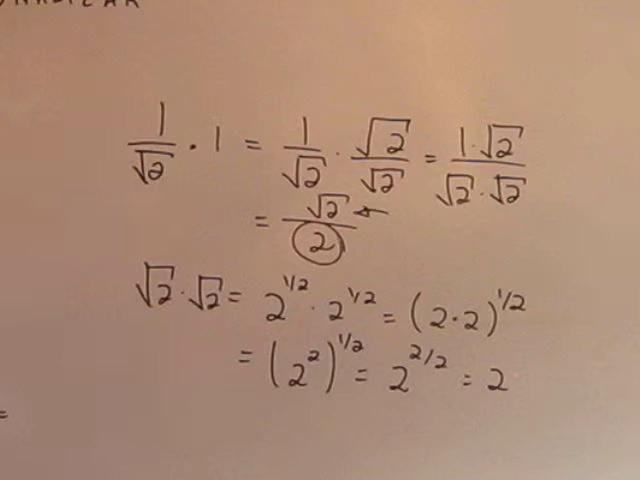 1/√2 · 1 = 1/√2 · √2/√2 = 1·√2/√2·√2
= √2/2 ←
√2 · √2 = 2^1/2 · 2^1/2 = (2·2)^1/2
= (2^2)^1/2 = 2^2/2 = 2
=